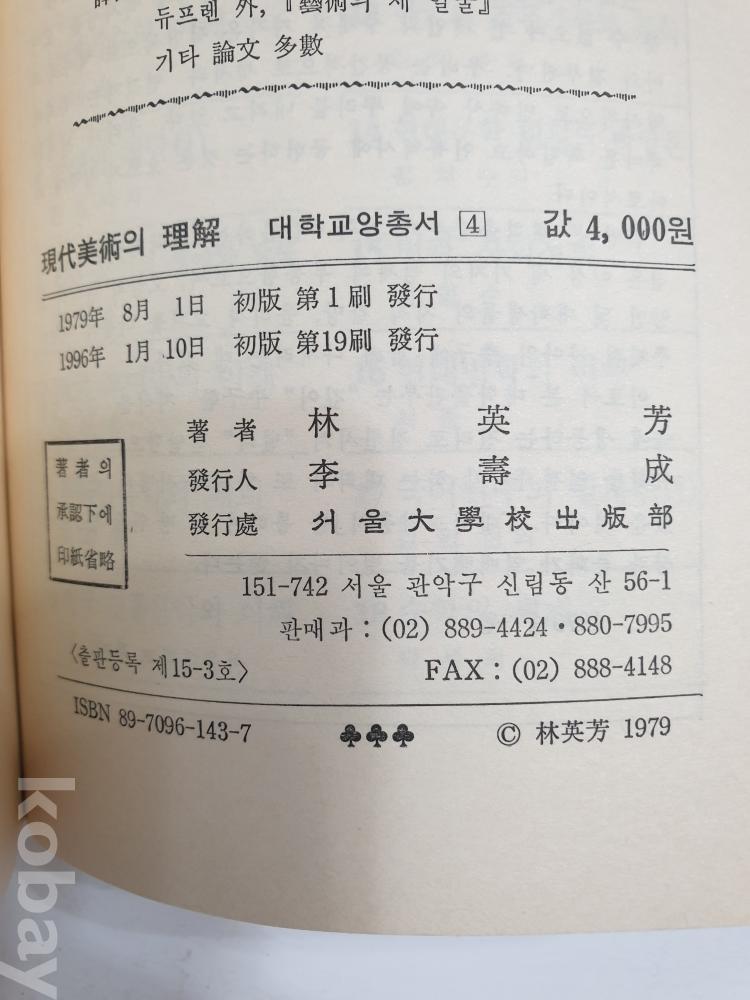 듀프렌 外, 『藝術의 세 얼굴』
기타 論文 多數
現代美術의 理解 대학교양총서 4 값 4,000원
1979年 8月 1日 初版 第1刷 發行
1996年 1月 10日 初版 第19刷 發行
著者 林英芳
發行人 李壽成
發行處 서울大學校出版部
著者의
承認下에
印紙省略
151-742 서울 관악구 신림동 산 56-1
판매과 : (02) 889-4424・880-7995
〈출판등록 제15-3호〉 FAX : (02) 888-4148
ISBN 89-7096-143-7 ♣♣♣ © 林英芳 1979
kobay